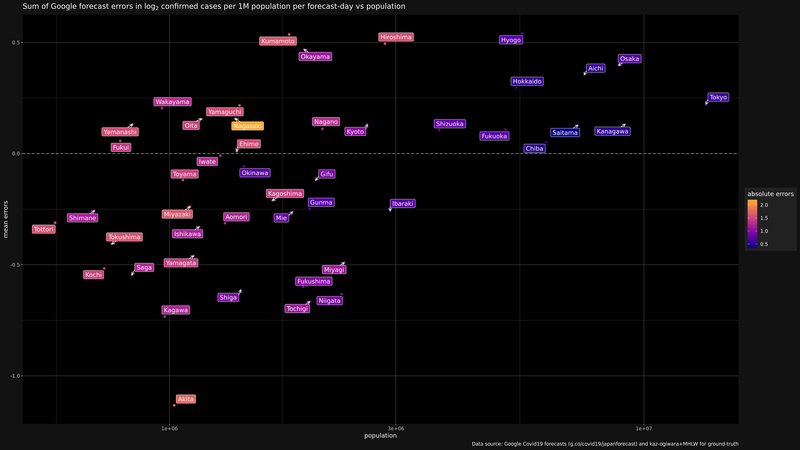 Sum of Google forecast errors in log₂ confirmed cases per 1M population per forecast-day vs population
0.5
0.0
-0.5
-1.0
mean errors
Kumamoto
Hiroshima
Hyogo
Okayama
Osaka
Aichi
Hokkaido
Tokyo
Wakayama
Yamaguchi
Yamanashi
Oita
Nagasaki
Nagano
Kyoto
Shizuoka
Fukuoka
Saitama
Kanagawa
Fukui
Ehime
Chiba
Iwate
Toyama
Okinawa
Gifu
Kagoshima
Gunma
Ibaraki
Shimane
Miyazaki
Aomori
Mie
Tottori
Tokushima
Ishikawa
Kochi
Saga
Yamagata
Miyagi
Fukushima
Shiga
Niigata
Kagawa
Tochigi
Akita
absolute errors
2.0
1.5
1.0
0.5
1e+06
3e+06
1e+07
population
Data source: Google Covid19 forecasts (g.co/covid19/japanforecast) and kaz-ogiwara+MHLW for ground-truth